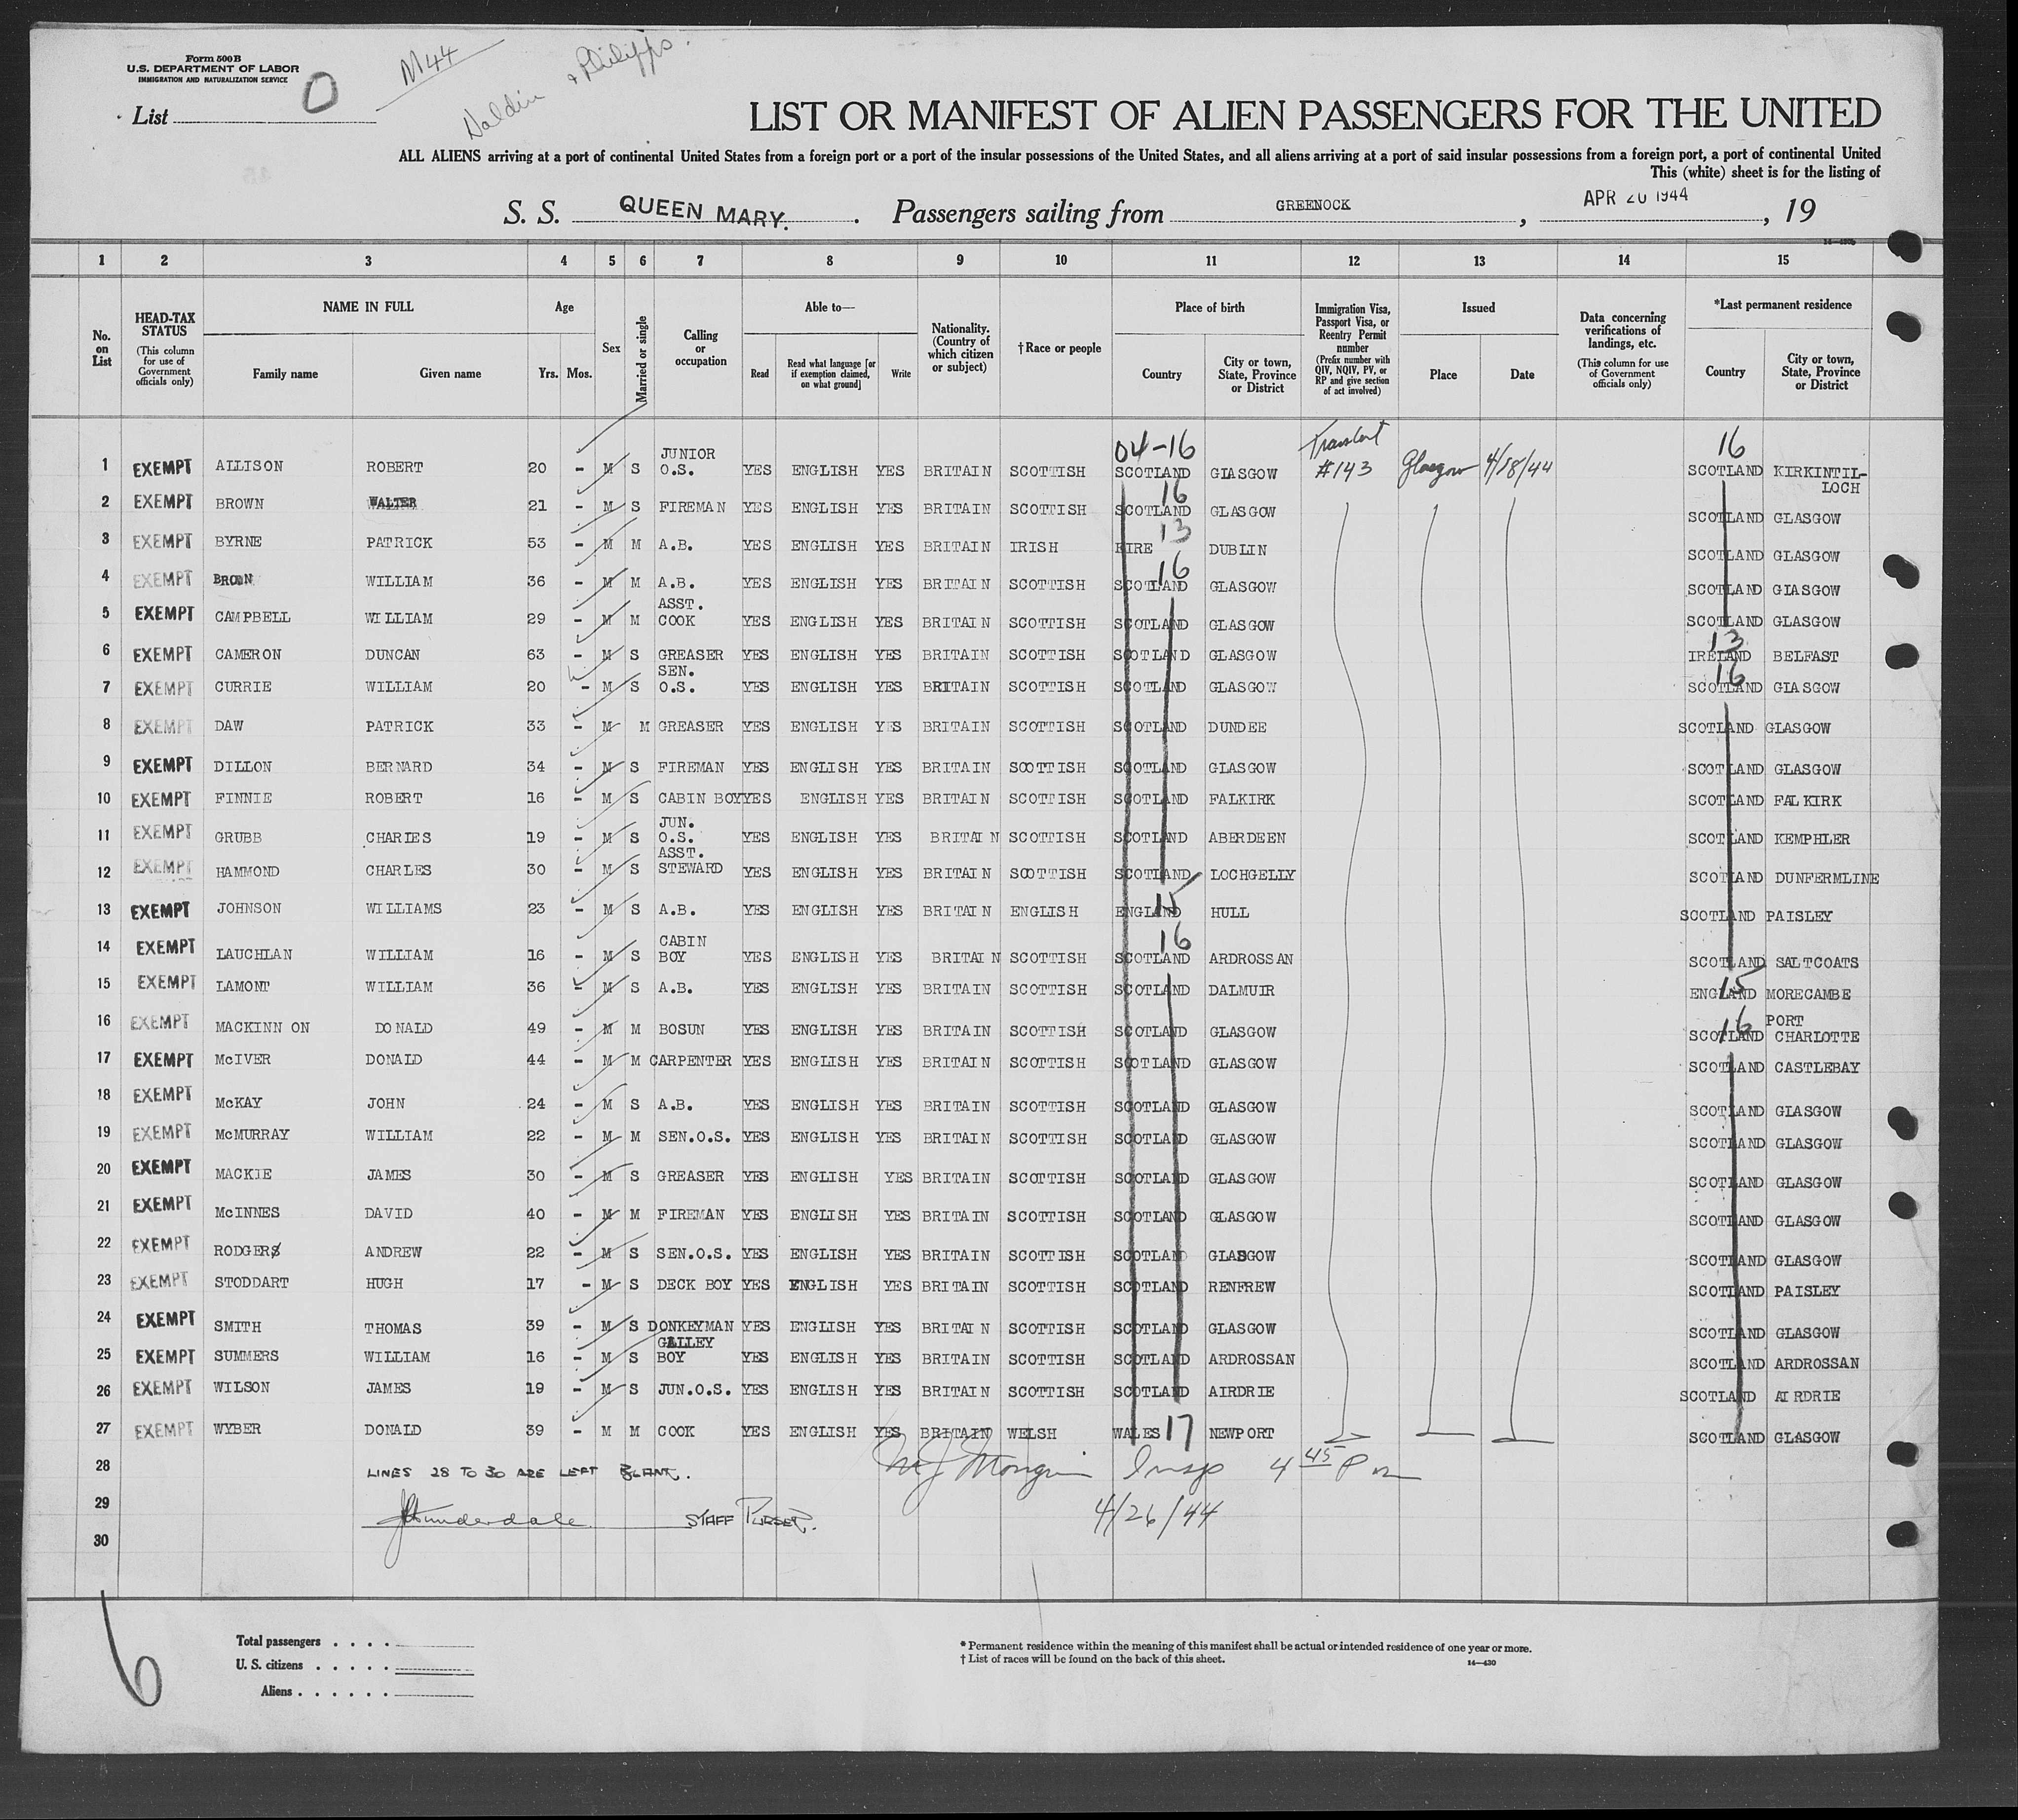 Form 500B
U.S. DEPARTMENT OF LABOR
IMMIGRATION AND NATURALIZATION SERVICE
M44
& Philipps.
List
0
LIST OR MANIFEST OF ALIEN PASSENGERS FOR THE UNITED
ALL ALIENS arriving at a port of continental United States from a foreign port or a port of the insular possessions of the United States, and all aliens arriving at a port of said insular possessions from a foreign port, a port of continental United
This (white) sheet is for the listing of
S. S. QUEEN MARY. Passengers sailing from GREENOCK, APR 20 1944, 19
1 2 3 4 5 6 7 8 9 10 11 12 13 14 15
No. on List
HEAD-TAX STATUS (This column for use of Government officials only)
NAME IN FULL Family name Given name
Age Yrs. Mos.
Sex
Married or single
Calling or occupation
Able to— Read Read what language [or if exemption claimed, on what ground] Write
Nationality. (Country of which citizen or subject)
† Race or people
Place of birth Country City or town, State, Province or District
Immigration Visa, Passport Visa, or Reentry Permit number (Prefix number with QIV, NQIV, PV, or RP and give section of act involved)
Issued Place Date
Data concerning verifications of landings, etc. (This column for use of Government officials only)
*Last permanent residence Country City or town, State, Province or District
1 EXEMPT ALLISON ROBERT 20 - M S JUNIOR O.S. YES ENGLISH YES BRITAIN SCOTTISH 04-16 SCOTLAND GLASGOW #143 Glasgow 4/18/44 16 SCOTLAND KIRKINTIL-LOCH
2 EXEMPT BROWN WALTER 21 - M S FIREMAN YES ENGLISH YES BRITAIN SCOTTISH 16 SCOTLAND GLASGOW SCOTLAND GLASGOW
3 EXEMPT BYRNE PATRICK 53 - M M A.B. YES ENGLISH YES BRITAIN IRISH 13 EIRE DUBLIN SCOTLAND GLASGOW
4 EXEMPT BROWN WILLIAM 36 - M M A.B. YES ENGLISH YES BRITAIN SCOTTISH 16 SCOTLAND GLASGOW SCOTLAND GLASGOW
5 EXEMPT CAMPBELL WILLIAM 29 - M M ASST. COOK YES ENGLISH YES BRITAIN SCOTTISH SCOTLAND GLASGOW SCOTLAND GLASGOW
6 EXEMPT CAMERON DUNCAN 63 - M S GREASER YES ENGLISH YES BRITAIN SCOTTISH SCOTLAND GLASGOW 13 IRELAND BELFAST
7 EXEMPT CURRIE WILLIAM 20 - M S SEN. O.S. YES ENGLISH YES BRITAIN SCOTTISH SCOTLAND GLASGOW 16 SCOTLAND GLASGOW
8 EXEMPT DAW PATRICK 33 - M M GREASER YES ENGLISH YES BRITAIN SCOTTISH SCOTLAND DUNDEE SCOTLAND GLASGOW
9 EXEMPT DILLON BERNARD 34 - M S FIREMAN YES ENGLISH YES BRITAIN SCOTTISH SCOTLAND GLASGOW SCOTLAND GLASGOW
10 EXEMPT FINNIE ROBERT 16 - M S CABIN BOY YES ENGLISH YES BRITAIN SCOTTISH SCOTLAND FALKIRK SCOTLAND FALKIRK
11 EXEMPT GRUBB CHARLES 19 - M S JUN. O.S. YES ENGLISH YES BRITAIN SCOTTISH SCOTLAND ABERDEEN SCOTLAND KEMPHLER
12 EXEMPT HAMMOND CHARLES 30 - M S ASST. STEWARD YES ENGLISH YES BRITAIN SCOTTISH SCOTLAND LOCHGELLY SCOTLAND DUNFERMLINE
13 EXEMPT JOHNSON WILLIAMS 23 - M S A.B. YES ENGLISH YES BRITAIN ENGLISH 15 ENGLAND HULL SCOTLAND PAISLEY
14 EXEMPT LAUCHLAN WILLIAM 16 - M S CABIN BOY YES ENGLISH YES BRITAIN SCOTTISH 16 SCOTLAND ARDROSSAN SCOTLAND SALTCOATS
15 EXEMPT LAMONT WILLIAM 36 - M S A.B. YES ENGLISH YES BRITAIN SCOTTISH SCOTLAND DALMUIR 15 ENGLAND MORECAMBE
16 EXEMPT MACKINNON DONALD 49 - M M BOSUN YES ENGLISH YES BRITAIN SCOTTISH SCOTLAND GLASGOW 16 SCOTLAND PORT CHARLOTTE
17 EXEMPT McIVER DONALD 44 - M M CARPENTER YES ENGLISH YES BRITAIN SCOTTISH SCOTLAND GLASGOW SCOTLAND CASTLEBAY
18 EXEMPT McKAY JOHN 24 - M S A.B. YES ENGLISH YES BRITAIN SCOTTISH SCOTLAND GLASGOW SCOTLAND GLASGOW
19 EXEMPT McMURRAY WILLIAM 22 - M M SEN.O.S. YES ENGLISH YES BRITAIN SCOTTISH SCOTLAND GLASGOW SCOTLAND GLASGOW
20 EXEMPT MACKIE JAMES 30 - M S GREASER YES ENGLISH YES BRITAIN SCOTTISH SCOTLAND GLASGOW SCOTLAND GLASGOW
21 EXEMPT McINNES DAVID 40 - M M FIREMAN YES ENGLISH YES BRITAIN SCOTTISH SCOTLAND GLASGOW SCOTLAND GLASGOW
22 EXEMPT RODGERS ANDREW 22 - M S SEN.O.S. YES ENGLISH YES BRITAIN SCOTTISH SCOTLAND GLASGOW SCOTLAND GLASGOW
23 EXEMPT STODDART HUGH 17 - M S DECK BOY YES ENGLISH YES BRITAIN SCOTTISH SCOTLAND RENFREW SCOTLAND PAISLEY
24 EXEMPT SMITH THOMAS 39 - M S DONKEYMAN YES ENGLISH YES BRITAIN SCOTTISH SCOTLAND GLASGOW SCOTLAND GLASGOW
25 EXEMPT SUMMERS WILLIAM 16 - M S GALLEY BOY YES ENGLISH YES BRITAIN SCOTTISH SCOTLAND ARDROSSAN SCOTLAND ARDROSSAN
26 EXEMPT WILSON JAMES 19 - M S JUN.O.S. YES ENGLISH YES BRITAIN SCOTTISH SCOTLAND AIRDRIE SCOTLAND AIRDRIE
27 EXEMPT WYBER DONALD 39 - M M COOK YES ENGLISH YES BRITAIN WELSH WALES 17 NEWPORT SCOTLAND GLASGOW
28 LINES 28 TO 30 ARE LEFT BLANK. Insp 4 45 Pm
29 STAFF PURSER. 4/26/44
30
6
Total passengers . . . .
U. S. citizens . . . . .
Aliens . . . . . .
* Permanent residence within the meaning of this manifest shall be actual or intended residence of one year or more.
† List of races will be found on the back of this sheet.
14—430